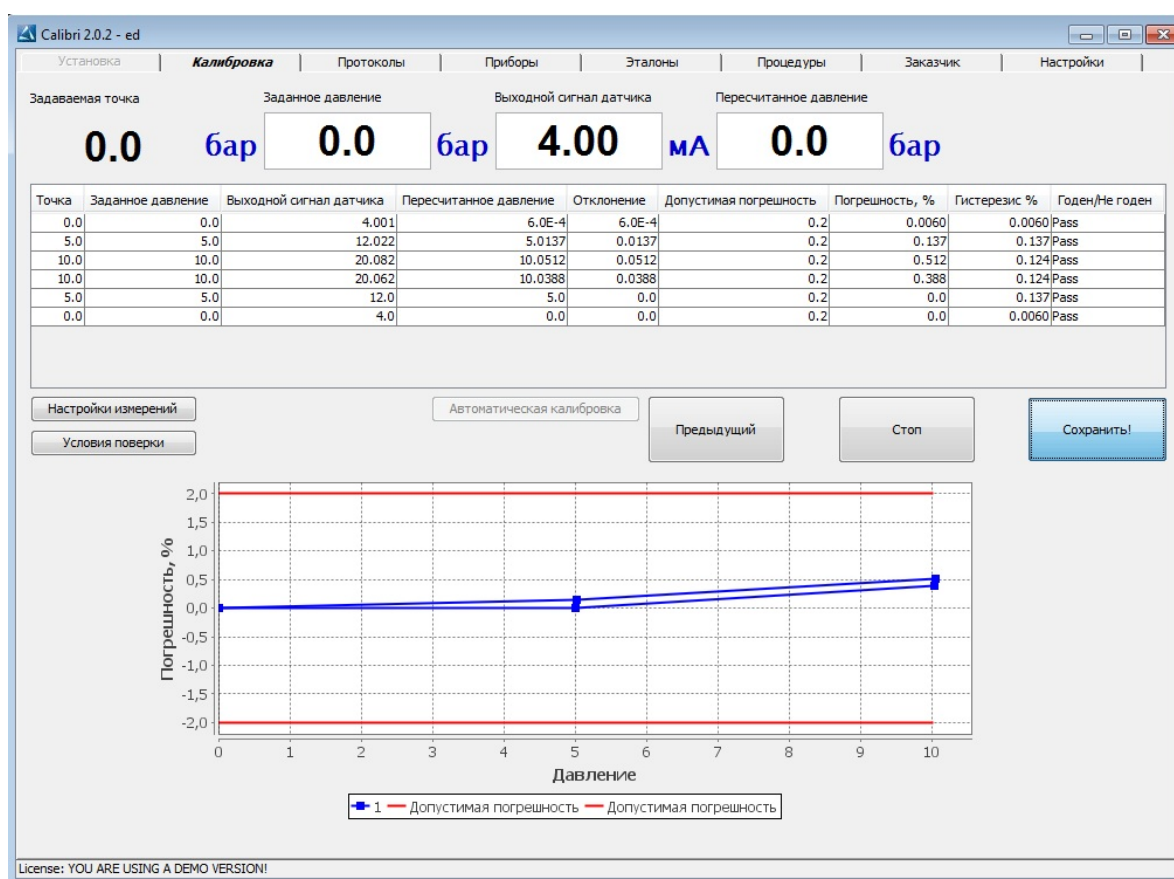 Calibri 2.0.2 - ed
Установка Калибровка Протоколы Приборы Эталоны Процедуры Заказчик Настройки
Задаваемая точка Заданное давление Выходной сигнал датчика Пересчитанное давление
0.0 бар 0.0 бар 4.00 мА 0.0 бар
Точка Заданное давление Выходной сигнал датчика Пересчитанное давление Отклонение Допустимая погрешность Погрешность, % Гистерезис % Годен/Не годен
0.0 0.0 4.001 6.0E-4 6.0E-4 0.2 0.0060 0.0060 Pass
5.0 5.0 12.022 5.0137 0.0137 0.2 0.137 0.137 Pass
10.0 10.0 20.082 10.0512 0.0512 0.2 0.512 0.124 Pass
10.0 10.0 20.062 10.0388 0.0388 0.2 0.388 0.124 Pass
5.0 5.0 12.0 5.0 0.0 0.2 0.0 0.137 Pass
0.0 0.0 4.0 0.0 0.0 0.2 0.0 0.0060 Pass
Настройки измерений Автоматическая калибровка Предыдущий Стоп Сохранить!
Условия поверки
2,0
1,5
1,0
0,5
0,0
-0,5
-1,0
-1,5
-2,0
Погрешность, %
0 1 2 3 4 5 6 7 8 9 10
Давление
1 Допустимая погрешность Допустимая погрешность
License: YOU ARE USING A DEMO VERSION!